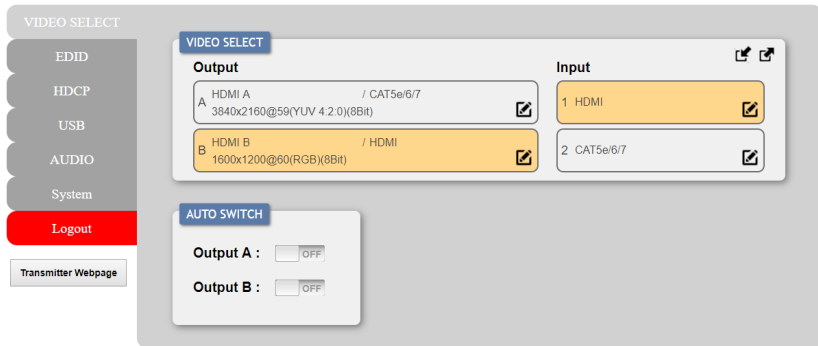 VIDEO SELECT
EDID
HDCP
USB
AUDIO
System
Logout
Transmitter Webpage
VIDEO SELECT
Output
A HDMI A / CAT5e/6/7
3840x2160@59(YUV 4:2:0)(8Bit)
B HDMI B / HDMI
1600x1200@60(RGB)(8Bit)
Input
1 HDMI
2 CAT5e/6/7
AUTO SWITCH
Output A : OFF
Output B : OFF